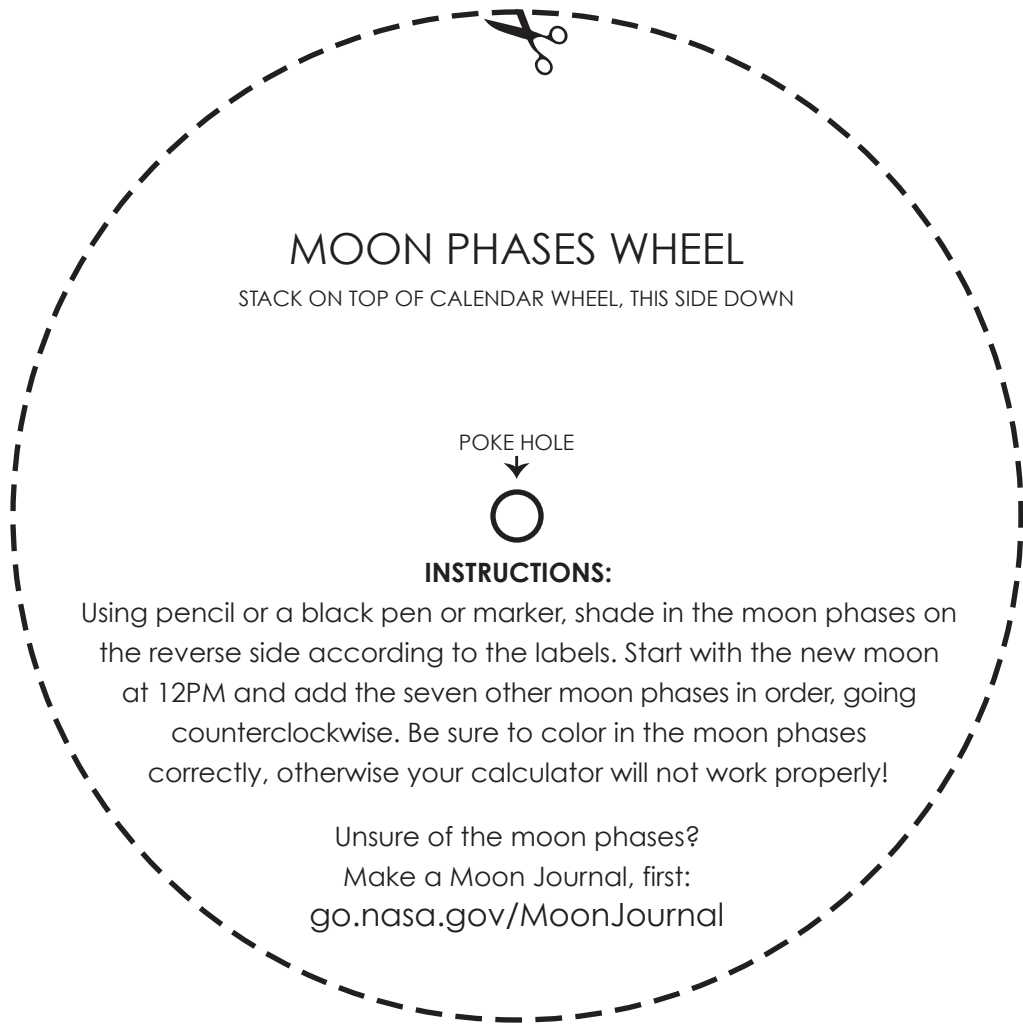 MOON PHASES WHEEL
STACK ON TOP OF CALENDAR WHEEL, THIS SIDE DOWN
POKE HOLE
INSTRUCTIONS:
Using pencil or a black pen or marker, shade in the moon phases on
the reverse side according to the labels. Start with the new moon
at 12PM and add the seven other moon phases in order, going
counterclockwise. Be sure to color in the moon phases
correctly, otherwise your calculator will not work properly!
Unsure of the moon phases?
Make a Moon Journal, first:
go.nasa.gov/MoonJournal